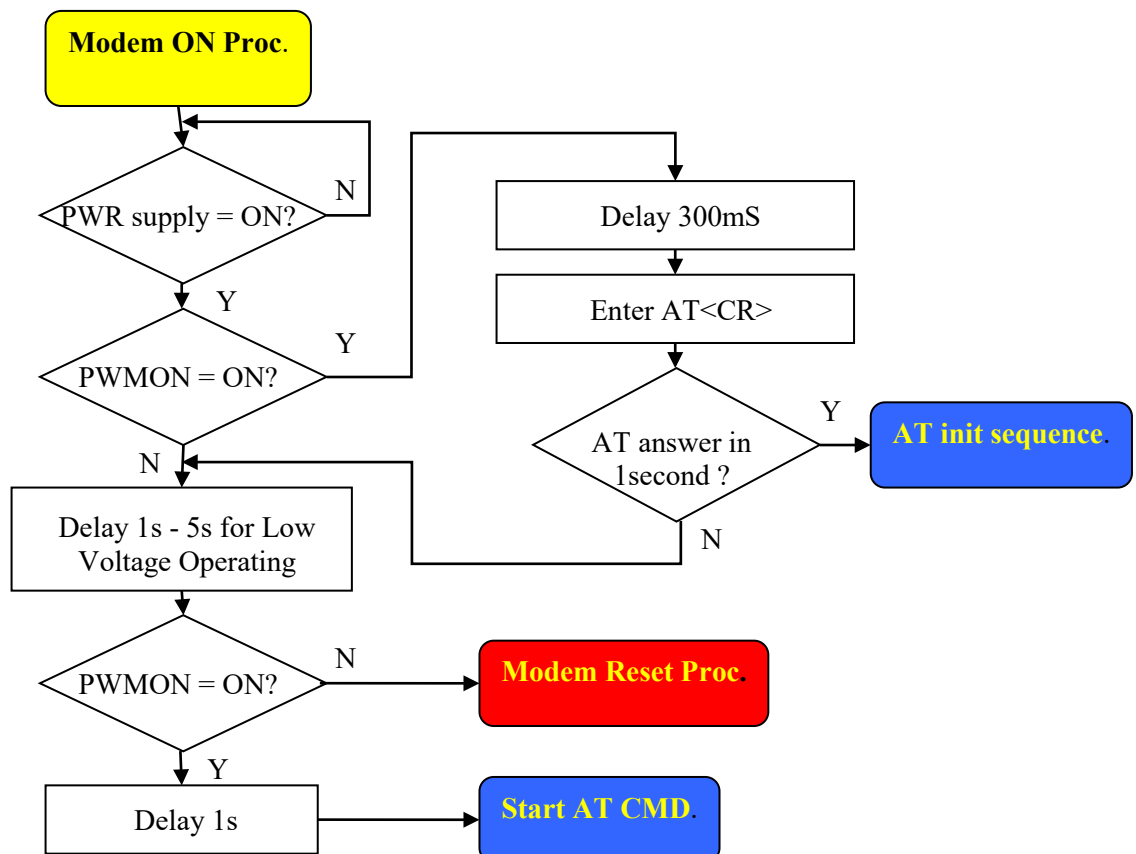 Modem ON Proc.
PWR supply = ON?
N
Y
PWMON = ON?
Y
N
Delay 300mS
Enter AT<CR>
AT answer in
1second ?
Y
AT init sequence.
N
Delay 1s - 5s for Low
Voltage Operating
PWMON = ON?
N
Modem Reset Proc.
Y
Delay 1s
Start AT CMD.